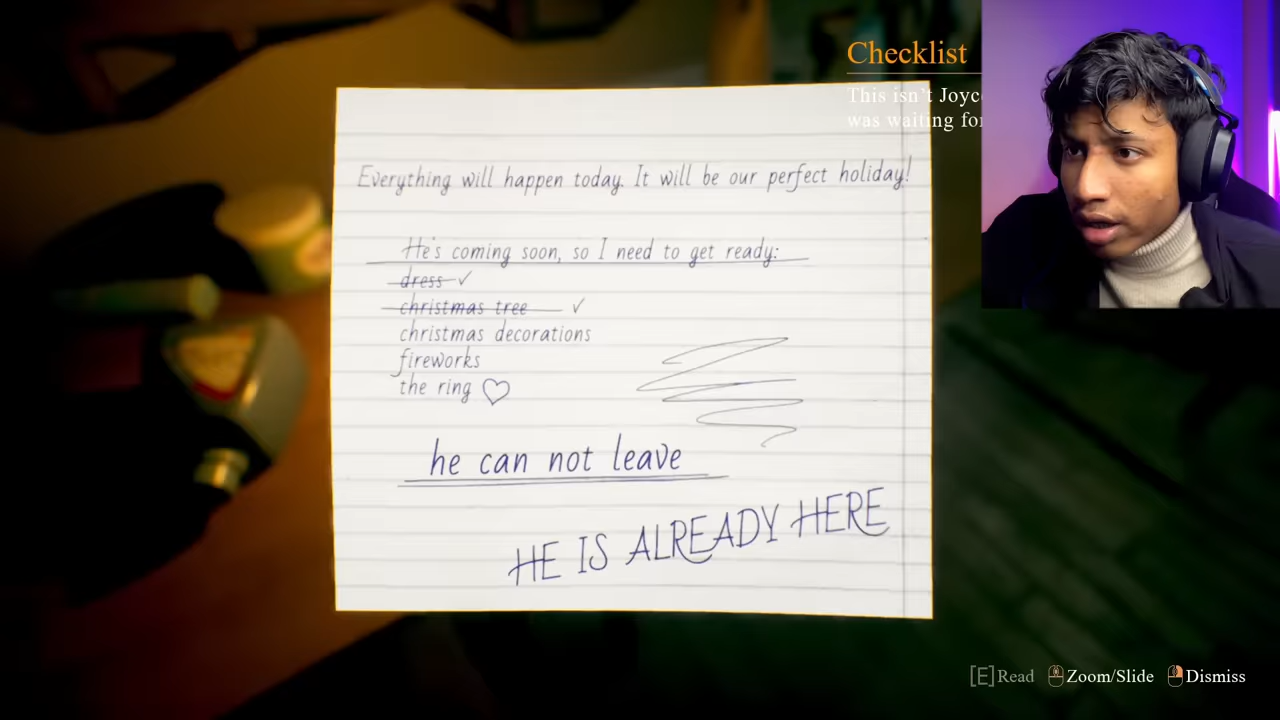 Checklist
This isn't
was waiting
Everything will happen today. It will be our perfect holiday!
He's coming soon, so I need to get ready:
dress ✓
christmas tree ✓
christmas decorations
fireworks
the ring ♡
he can not leave
HE IS ALREADY HERE
[E]Read Zoom/Slide Dismiss